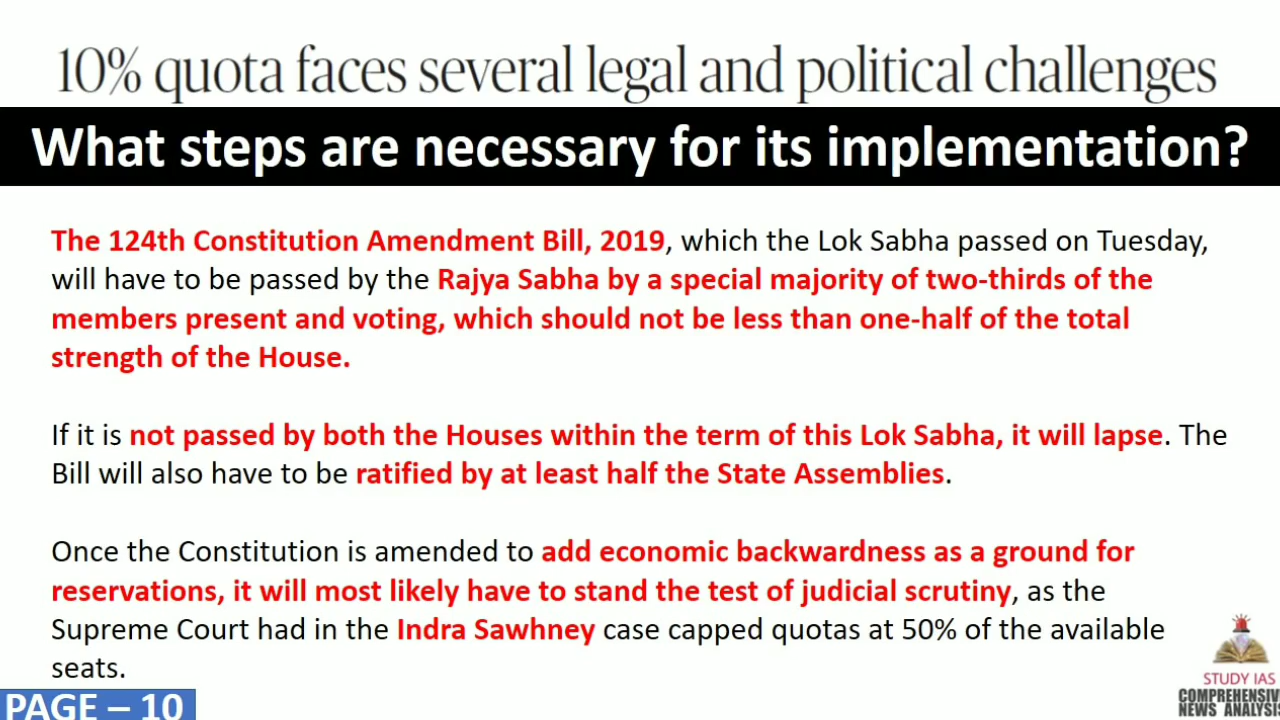 10% quota faces several legal and political challenges
What steps are necessary for its implementation?
The 124th Constitution Amendment Bill, 2019, which the Lok Sabha passed on Tuesday,
will have to be passed by the Rajya Sabha by a special majority of two-thirds of the
members present and voting, which should not be less than one-half of the total
strength of the House.
If it is not passed by both the Houses within the term of this Lok Sabha, it will lapse. The
Bill will also have to be ratified by at least half the State Assemblies.
Once the Constitution is amended to add economic backwardness as a ground for
reservations, it will most likely have to stand the test of judicial scrutiny, as the
Supreme Court had in the Indra Sawhney case capped quotas at 50% of the available
seats.
PAGE – 10
STUDY IAS
COMPREHENSIVE
NEWS ANALYSIS